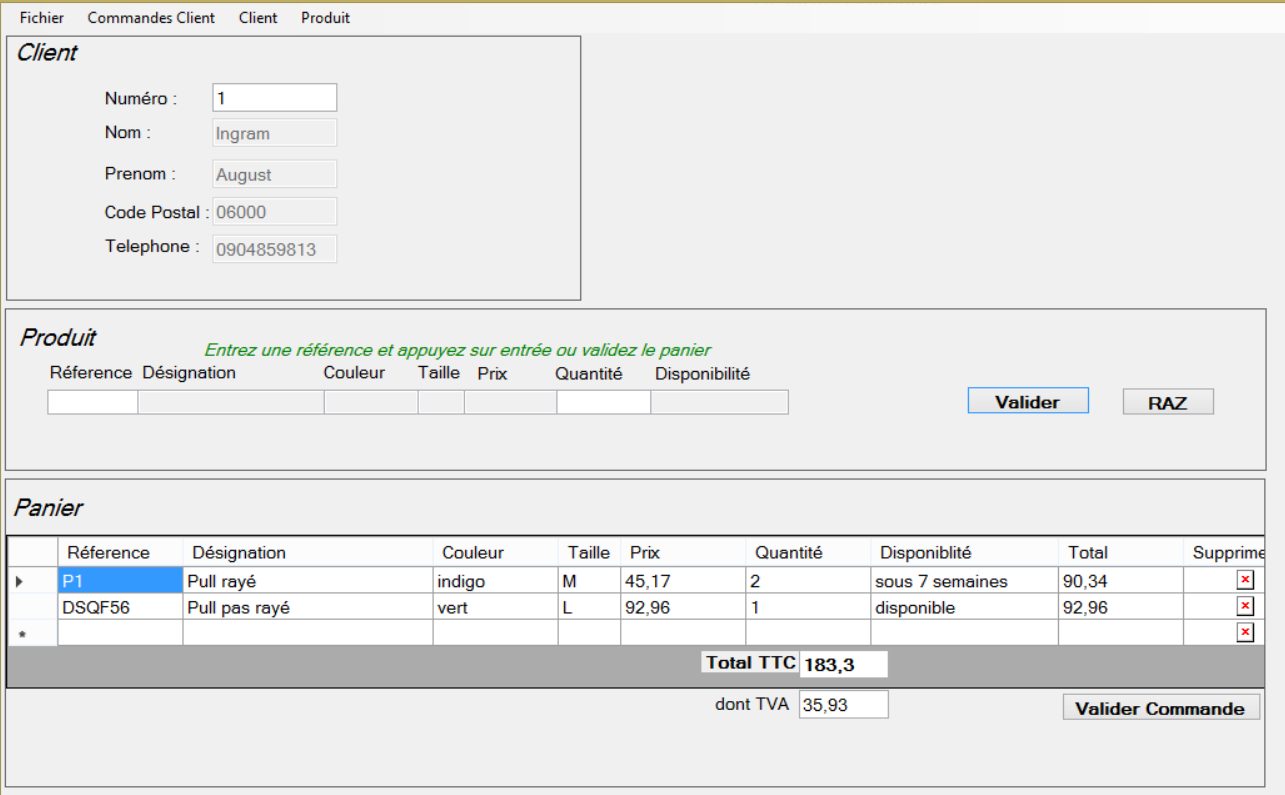 Fichier Commandes Client Client Produit
Client
Numéro : 1
Nom : Ingram
Prenom : August
Code Postal : 06000
Telephone : 0904859813
Produit
Entrez une référence et appuyez sur entrée ou validez le panier
Réference Désignation Couleur Taille Prix Quantité Disponibilité
Valider RAZ
Panier
Réference Désignation Couleur Taille Prix Quantité Disponiblité Total Supprime
P1 Pull rayé indigo M 45,17 2 sous 7 semaines 90,34
DSQF56 Pull pas rayé vert L 92,96 1 disponible 92,96
Total TTC 183,3
dont TVA 35,93
Valider Commande